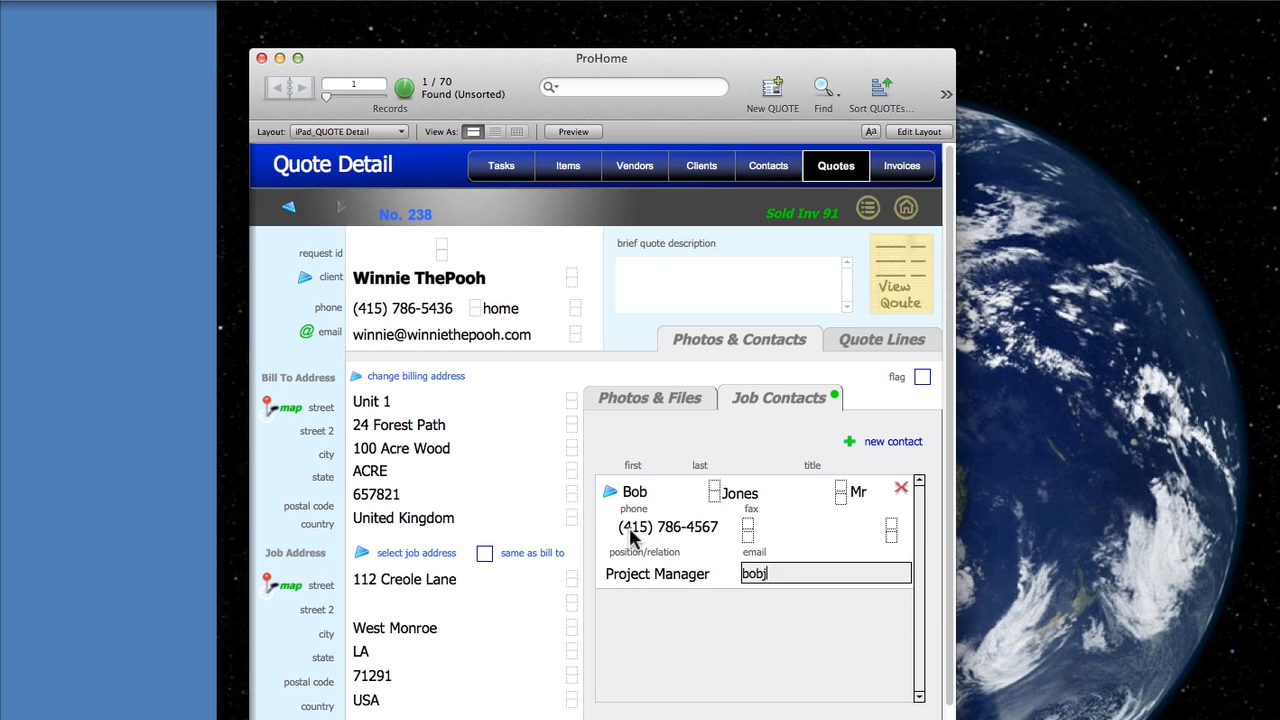 ProHome
1
1 / 70
Found (Unsorted)
Records
New QUOTE
Find
Sort QUOTEs...
Layout:
iPad_QUOTE Detail
View As:
Preview
Aa
Edit Layout
Quote Detail
Tasks
Items
Vendors
Clients
Contacts
Quotes
Invoices
No. 238
Sold Inv 91
request id
brief quote description
View
Qoute
client
Winnie ThePooh
phone
(415) 786-5436
home
@ email
winnie@winniethepooh.com
Photos & Contacts
Quote Lines
Bill To Address
change billing address
flag
map
street
Unit 1
Photos & Files
Job Contacts
street 2
24 Forest Path
city
100 Acre Wood
new contact
state
ACRE
first
last
title
postal code
657821
Bob
Jones
Mr
country
United Kingdom
phone
fax
(415) 786-4567
Job Address
select job address
same as bill to
position/relation
email
map
street
112 Creole Lane
Project Manager
bobj
street 2
city
West Monroe
state
LA
postal code
71291
country
USA